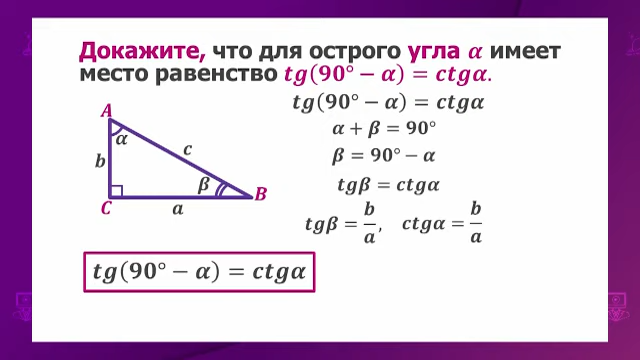 Докажите, что для острого угла α имеет
место равенство tg(90° − α) = ctgα.
tg(90° − α) = ctgα
α + β = 90°
β = 90° − α
tgβ = ctgα
tgβ = b/a, ctgα = b/a
A
α
b
c
β
B
C
a
tg(90° − α) = ctgα